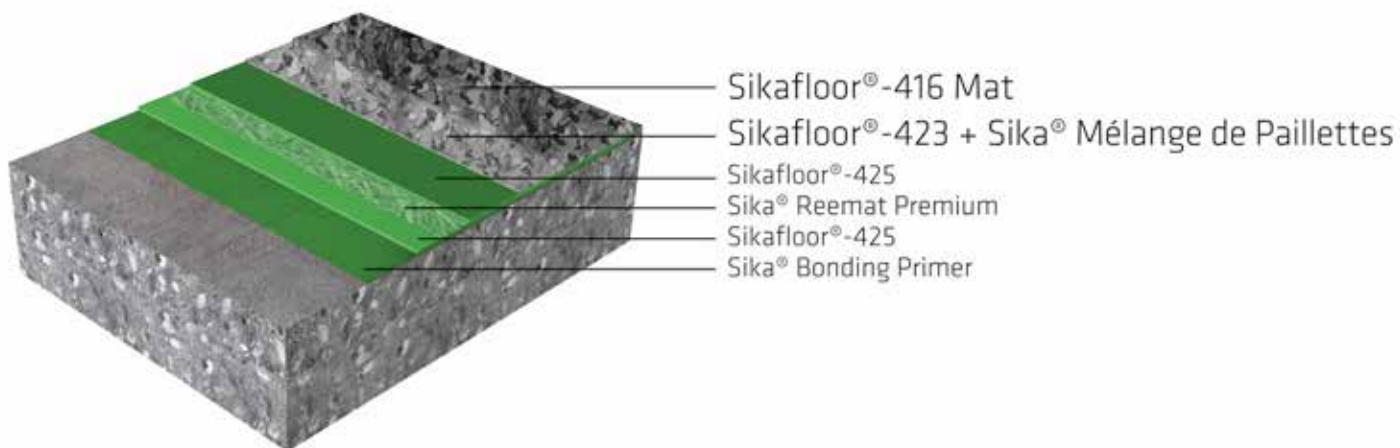 Sikafloor®-416 Mat
Sikafloor®-423 + Sika® Mélange de Paillettes
Sikafloor®-425
Sika® Reemat Premium
Sikafloor®-425
Sika® Bonding Primer